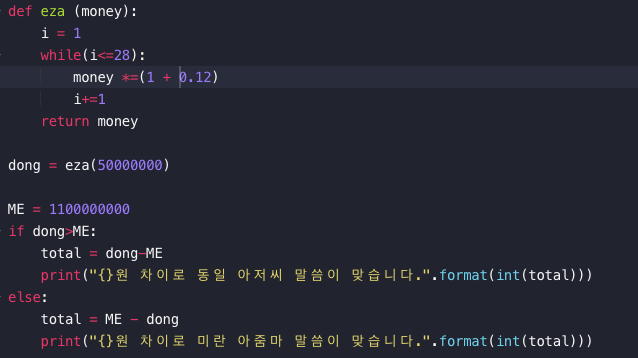 def eza (money):
    i = 1
    while(i<=28):
        money *=(1 + 0.12)
        i+=1
    return money

dong = eza(50000000)

ME = 1100000000
if dong>ME:
    total = dong-ME
    print("{}원 차이로 동일 아저씨 말씀이 맞습니다.".format(int(total)))
else:
    total = ME - dong
    print("{}원 차이로 미란 아줌마 말씀이 맞습니다.".format(int(total)))